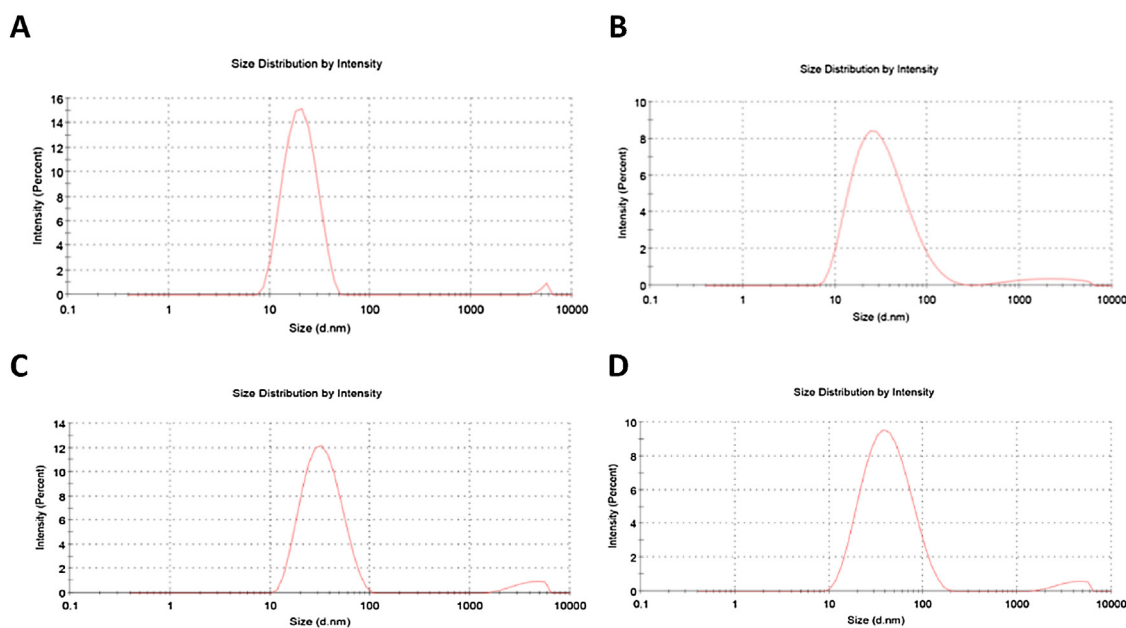 A
Size Distribution by Intensity
Intensity (Percent)
16
14
12
10
8
6
4
2
0
0.1 1 10 100 1000 10000
Size (d.nm)
B
Size Distribution by Intensity
Intensity (Percent)
10
8
6
4
2
0
0.1 1 10 100 1000 10000
Size (d.nm)
C
Size Distribution by Intensity
Intensity (Percent)
14
12
10
8
6
4
2
0
0.1 1 10 100 1000 10000
Size (d.nm)
D
Size Distribution by Intensity
Intensity (Percent)
10
8
6
4
2
0
0.1 1 10 100 1000 10000
Size (d.nm)